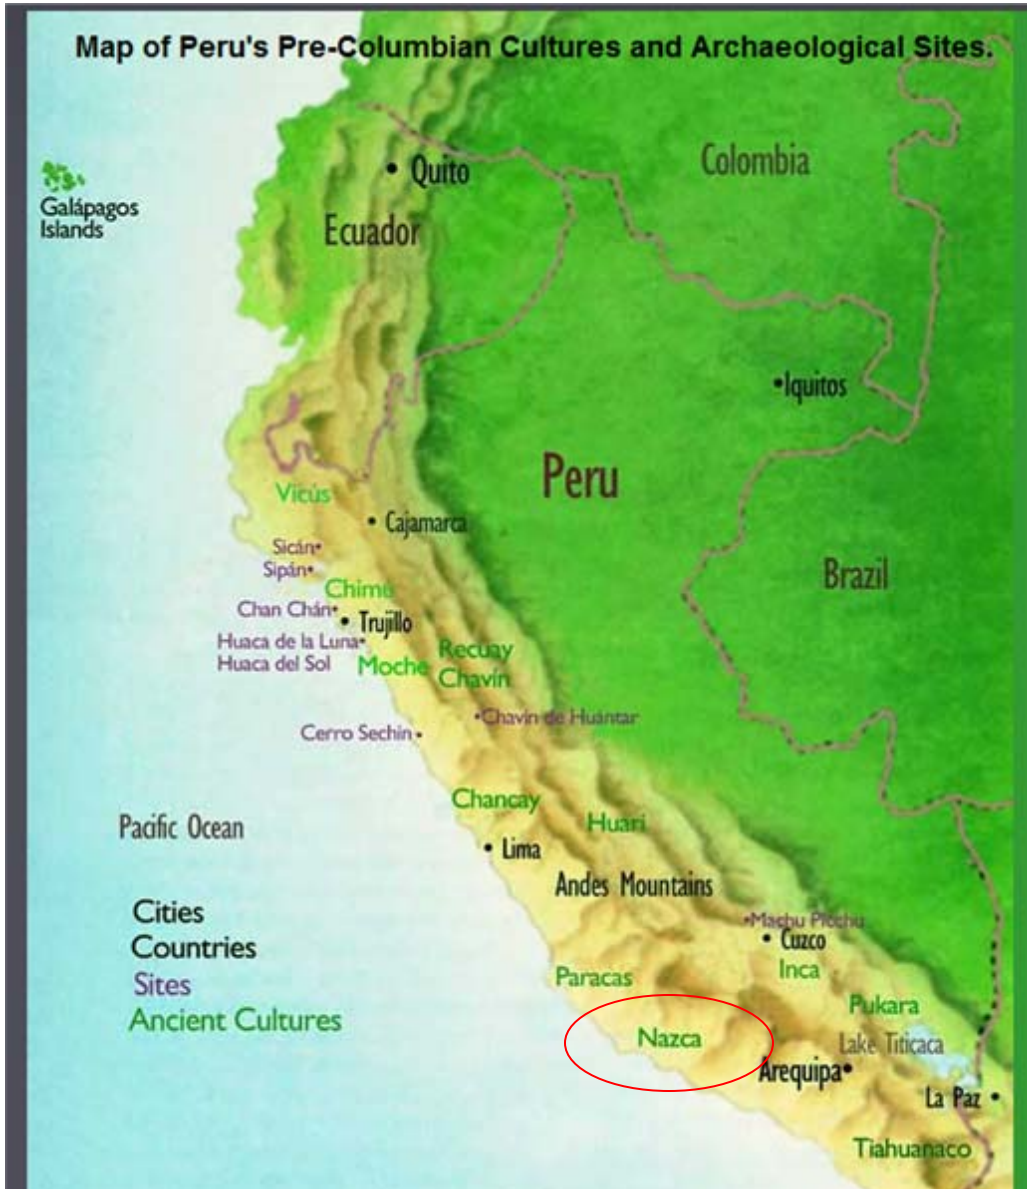 Map of Peru's Pre-Columbian Cultures and Archaeological Sites.
Colombia
Quito
Galápagos
Islands
Ecuador
Iquitos
Peru
Vicús
Cajamarca
Sicán
Sipán
Brazil
Chimú
Chan Chán
Trujillo
Huaca de la Luna
Huaca del Sol
Moche
Recuay
Chavín
Chavín de Huántar
Cerro Sechin
Chancay
Huari
Pacific Ocean
Lima
Andes Mountains
Cities
Countries
Sites
Ancient Cultures
Machu Picchu
Cuzco
Inca
Paracas
Pukara
Nazca
Lake Titicaca
Arequipa
La Paz
Tiahuanaco